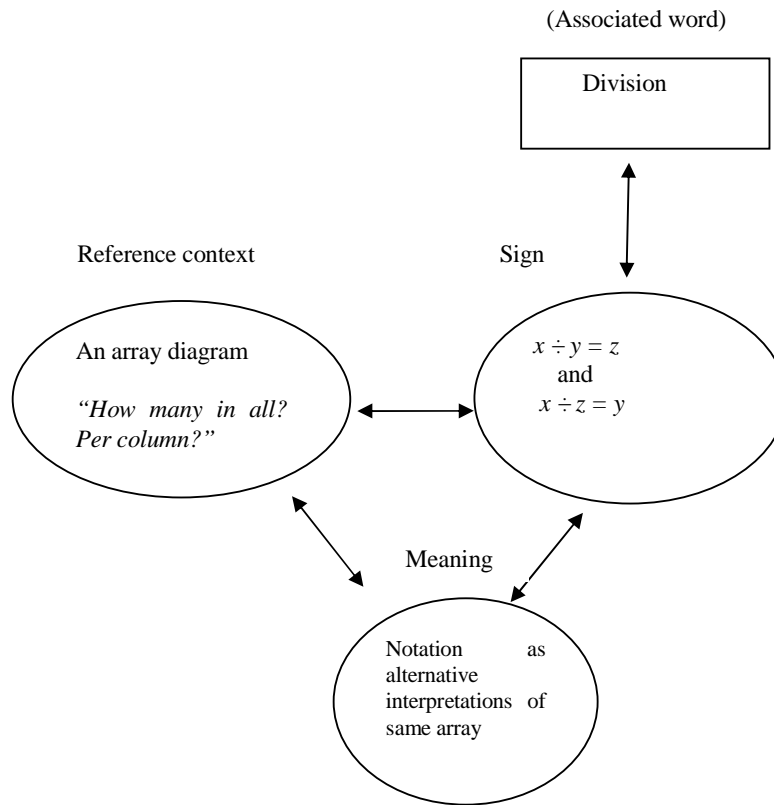 (Associated word)
Division
Reference context
Sign
An array diagram
“How many in all?
Per column?”
x ÷ y = z
and
x ÷ z = y
Meaning
Notation as
alternative
interpretations of
same array